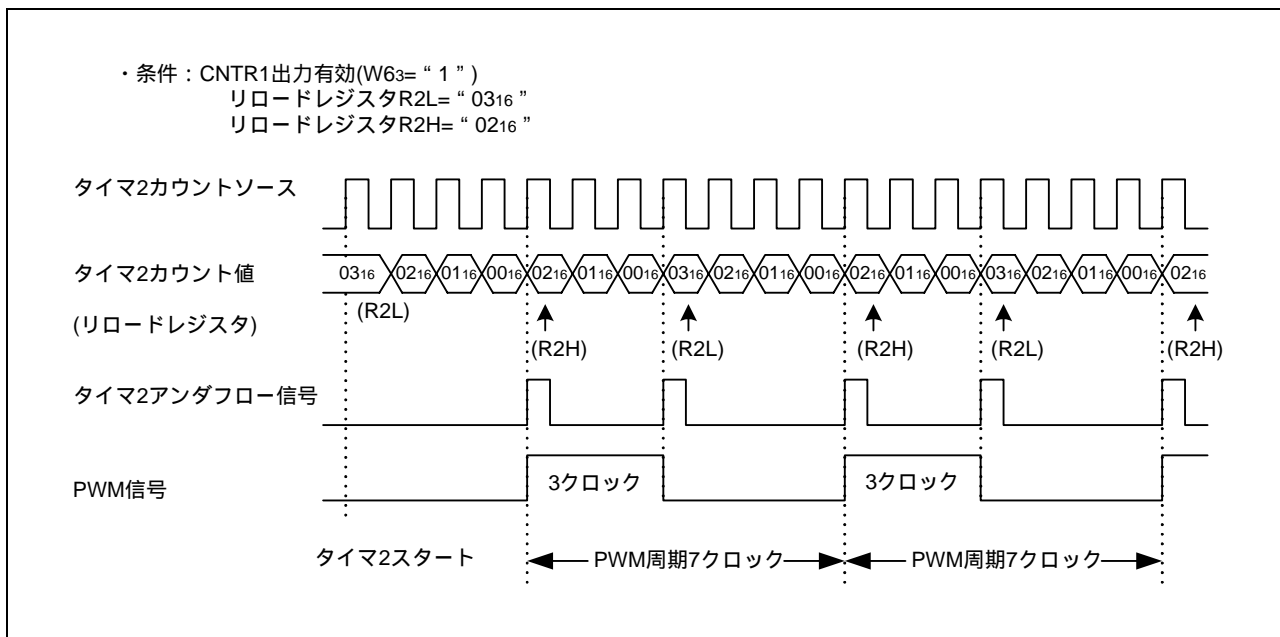 ・条件：CNTR1出力有効(W63=“1”)
リロードレジスタR2L=“0316”
リロードレジスタR2H=“0216”
タイマ2カウントソース
タイマ2カウント値 0316 0216 0116 0016 0216 0116 0016 0316 0216 0116 0016 0216 0116 0016 0316 0216 0116 0016 0216
(リロードレジスタ) (R2L) (R2H) (R2L) (R2H) (R2L) (R2H)
タイマ2アンダフロー信号
PWM信号 3クロック 3クロック
タイマ2スタート PWM周期7クロック PWM周期7クロック